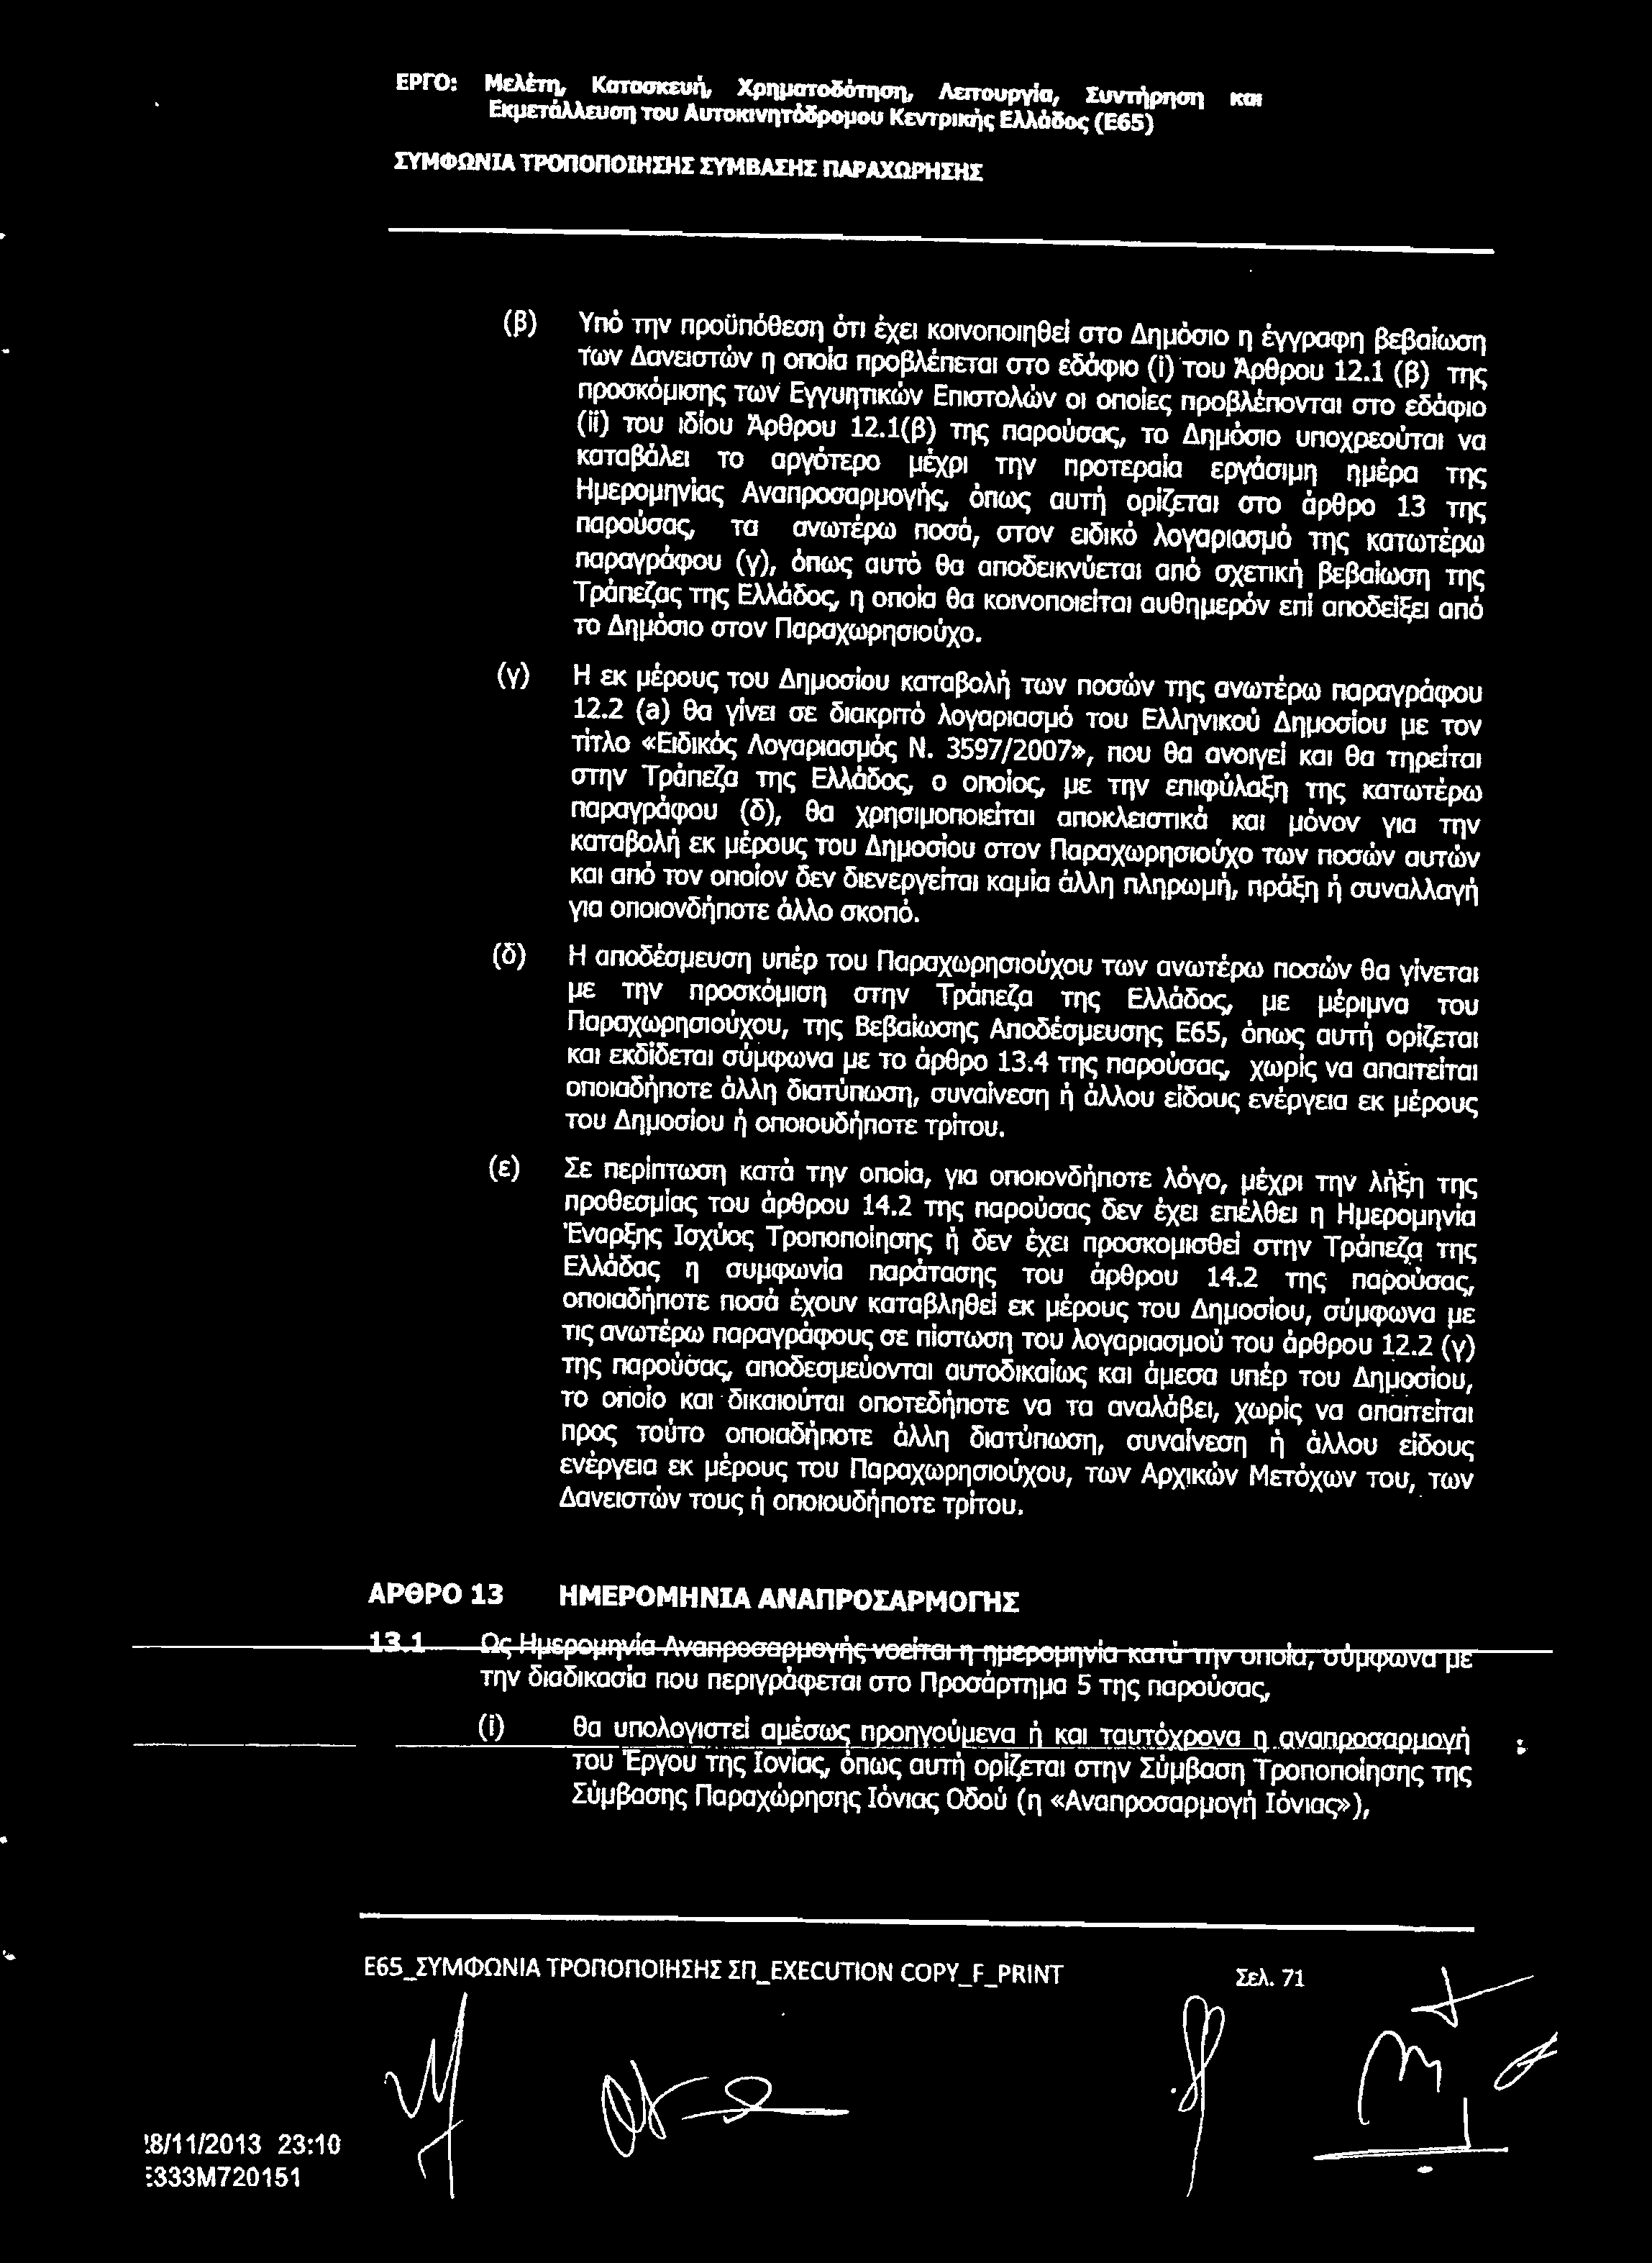 ΕΡΓΟ: Μελέτη, Κατασκευή, Χρηματοδότηση, Λειτουργία, Συντήρηση και
Εκμετάλλευση του Αυτοκινητόδρομου Κεντρικής Ελλάδος (Ε65)
ΣΥΜΦΩΝΙΑ ΤΡΟΠΟΠΟΙΗΣΗΣ ΣΥΜΒΑΣΗΣ ΠΑΡΑΧΩΡΗΣΗΣ
(β) Υπό την προϋπόθεση ότι έχει κοινοποιηθεί στο Δημόσιο η έγγραφη βεβαίωση
των Δανειστών η οποία προβλέπεται στο εδάφιο (i) του Άρθρου 12.1 (β) της
προσκόμισης των Εγγυητικών Επιστολών οι οποίες προβλέπονται στο εδάφιο
(ii) του ιδίου Άρθρου 12.1(β) της παρούσας, το Δημόσιο υποχρεούται να
καταβάλει το αργότερο μέχρι την προτεραία εργάσιμη ημέρα της
Ημερομηνίας Αναπροσαρμογής, όπως αυτή ορίζεται στο άρθρο 13 της
παρούσας, τα ανωτέρω ποσά, στον ειδικό λογαριασμό της κατωτέρω
παραγράφου (γ), όπως αυτό θα αποδεικνύεται από σχετική βεβαίωση της
Τράπεζας της Ελλάδος, η οποία θα κοινοποιείται αυθημερόν επί αποδείξει από
το Δημόσιο στον Παραχωρησιούχο.
(γ) Η εκ μέρους του Δημοσίου καταβολή των ποσών της ανωτέρω παραγράφου
12.2 (a) θα γίνει σε διακριτό λογαριασμό του Ελληνικού Δημοσίου με τον
τίτλο «Ειδικός Λογαριασμός Ν. 3597/2007», που θα ανοιγεί και θα τηρείται
στην Τράπεζα της Ελλάδος, ο οποίος, με την επιφύλαξη της κατωτέρω
παραγράφου (δ), θα χρησιμοποιείται αποκλειστικά και μόνον για την
καταβολή εκ μέρους του Δημοσίου στον Παραχωρησιούχο των ποσών αυτών
και από τον οποίον δεν διενεργείται καμία άλλη πληρωμή, πράξη ή συναλλαγή
για οποιονδήποτε άλλο σκοπό.
(δ) Η αποδέσμευση υπέρ του Παραχωρησιούχου των ανωτέρω ποσών θα γίνεται
με την προσκόμιση στην Τράπεζα της Ελλάδος, με μέριμνα του
Παραχωρησιούχου, της Βεβαίωσης Αποδέσμευσης Ε65, όπως αυτή ορίζεται
και εκδίδεται σύμφωνα με το άρθρο 13.4 της παρούσας, χωρίς να απαιτείται
οποιαδήποτε άλλη διατύπωση, συναίνεση ή άλλου είδους ενέργεια εκ μέρους
του Δημοσίου ή οποιουδήποτε τρίτου.
(ε) Σε περίπτωση κατά την οποία, για οποιονδήποτε λόγο, μέχρι την λήξη της
προθεσμίας του άρθρου 14.2 της παρούσας δεν έχει επέλθει η Ημερομηνία
Έναρξης Ισχύος Τροποποίησης ή δεν έχει προσκομισθεί στην Τράπεζα της
Ελλάδας η συμφωνία παράτασης του άρθρου 14.2 της παρούσας,
οποιαδήποτε ποσά έχουν καταβληθεί εκ μέρους του Δημοσίου, σύμφωνα με
τις ανωτέρω παραγράφους σε πίστωση του λογαριασμού του άρθρου 12.2 (γ)
της παρούσας, αποδεσμεύονται αυτοδικαίως και άμεσα υπέρ του Δημοσίου,
το οποίο και δικαιούται οποτεδήποτε να τα αναλάβει, χωρίς να απαιτείται
προς τούτο οποιαδήποτε άλλη διατύπωση, συναίνεση ή άλλου είδους
ενέργεια εκ μέρους του Παραχωρησιούχου, των Αρχικών Μετόχων του, των
Δανειστών τους ή οποιουδήποτε τρίτου.
ΑΡΘΡΟ 13 ΗΜΕΡΟΜΗΝΙΑ ΑΝΑΠΡΟΣΑΡΜΟΓΗΣ
13.1 Ως Ημερομηνία Αναπροσαρμογής νοείται η ημερομηνία κατά την οποία, σύμφωνα με
την διαδικασία που περιγράφεται στο Προσάρτημα 5 της παρούσας,
(i) θα υπολογιστεί αμέσως προηγούμενα ή και ταυτόχρονα η αναπροσαρμογή
του Έργου της Ιονίας, όπως αυτή ορίζεται στην Σύμβαση Τροποποίησης της
Σύμβασης Παραχώρησης Ιόνιας Οδού (η «Αναπροσαρμογή Ιόνιας»),
Ε65_ΣΥΜΦΩΝΙΑ ΤΡΟΠΟΠΟΙΗΣΗΣ ΣΠ_EXECUTION COPY_F_PRINT Σελ. 71
8/11/2013 23:10
333M720151